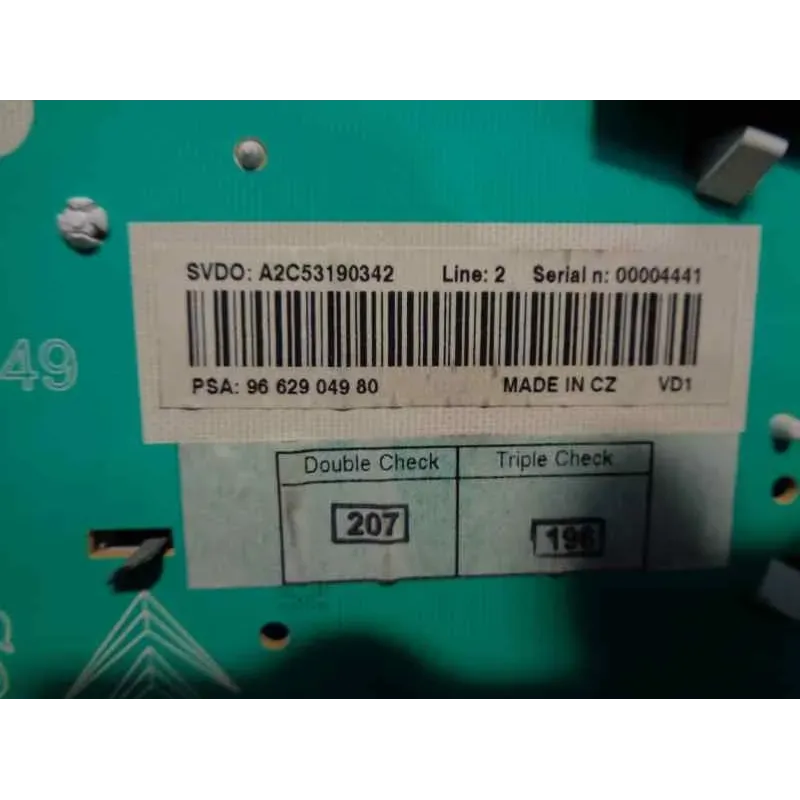 SVDO: A2C53190342 Line: 2 Serial n: 00004441
49
PSA: 96 629 049 80 MADE IN CZ VD1
Double Check Triple Check
207